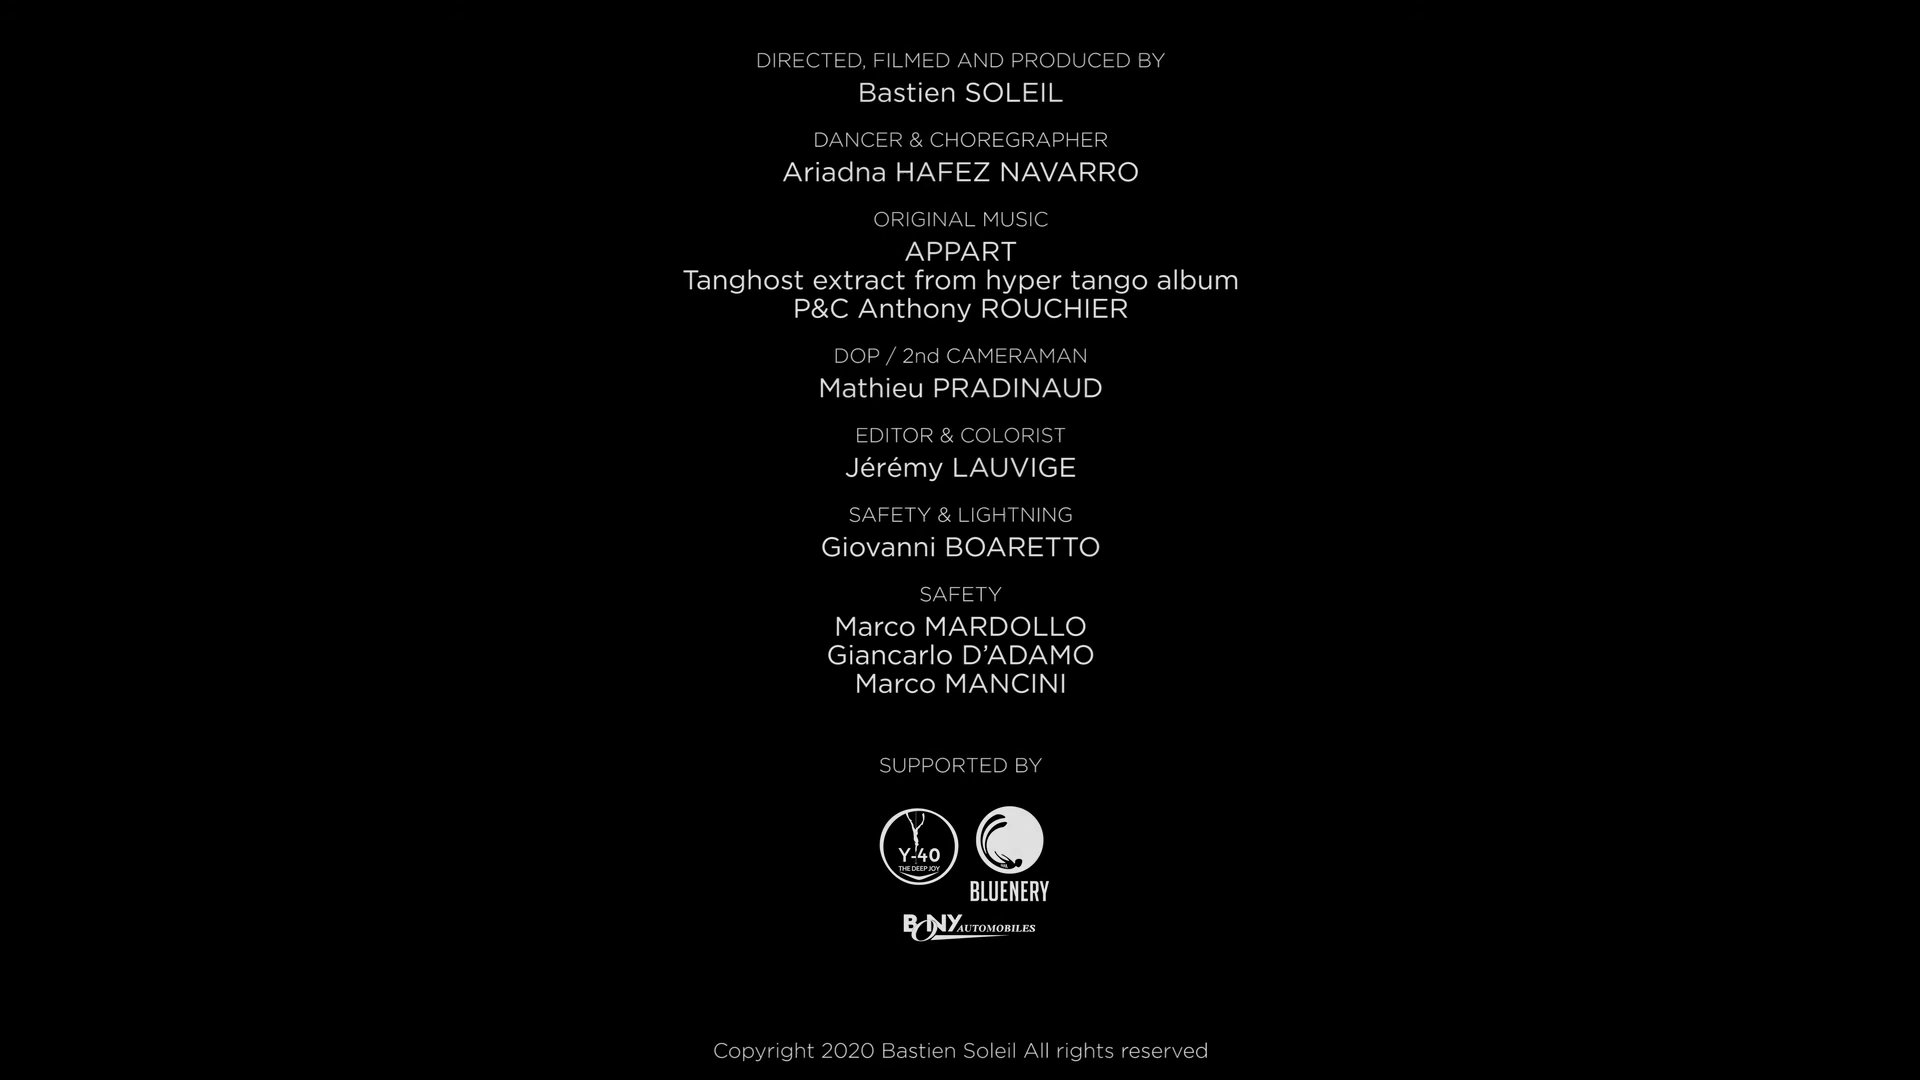 DIRECTED, FILMED AND PRODUCED BY
Bastien SOLEIL
DANCER & CHOREGRAPHER
Ariadna HAFEZ NAVARRO
ORIGINAL MUSIC
APPART
Tanghost extract from hyper tango album
P&C Anthony ROUCHIER
DOP / 2nd CAMERAMAN
Mathieu PRADINAUD
EDITOR & COLORIST
Jérémy LAUVIGE
SAFETY & LIGHTNING
Giovanni BOARETTO
SAFETY
Marco MARDOLLO
Giancarlo D’ADAMO
Marco MANCINI
SUPPORTED BY
Y-40
THE DEEP JOY
BLUENERY
BONY AUTOMOBILES
Copyright 2020 Bastien Soleil All rights reserved